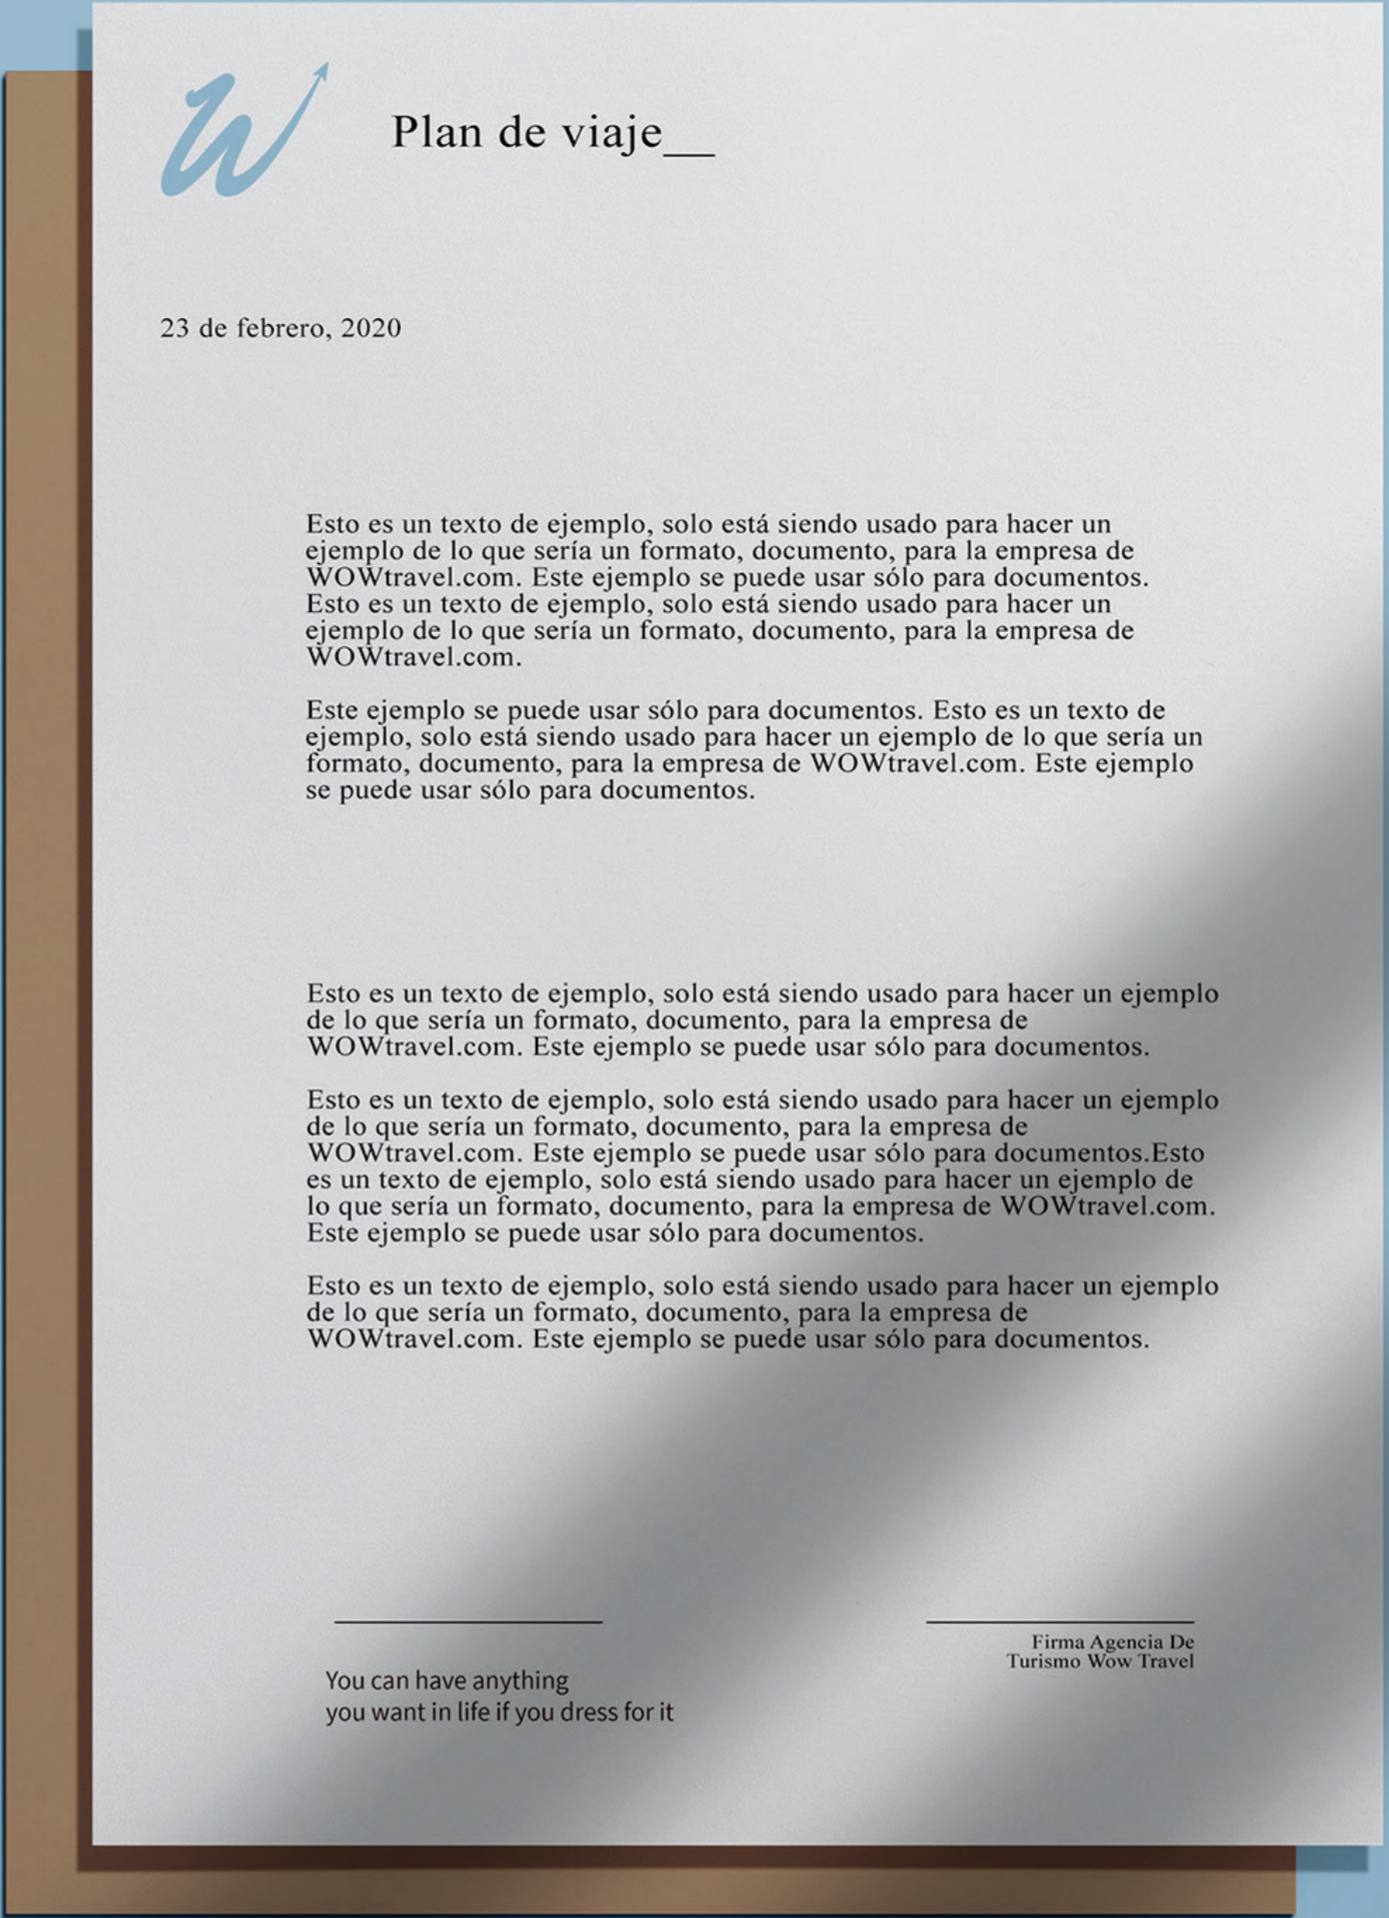 W
Plan de viaje__
23 de febrero, 2020
Esto es un texto de ejemplo, solo está siendo usado para hacer un
ejemplo de lo que sería un formato, documento, para la empresa de
WOWtravel.com. Este ejemplo se puede usar sólo para documentos.
Esto es un texto de ejemplo, solo está siendo usado para hacer un
ejemplo de lo que sería un formato, documento, para la empresa de
WOWtravel.com.
Este ejemplo se puede usar sólo para documentos. Esto es un texto de
ejemplo, solo está siendo usado para hacer un ejemplo de lo que sería un
formato, documento, para la empresa de WOWtravel.com. Este ejemplo
se puede usar sólo para documentos.
Esto es un texto de ejemplo, solo está siendo usado para hacer un ejemplo
de lo que sería un formato, documento, para la empresa de
WOWtravel.com. Este ejemplo se puede usar sólo para documentos.
Esto es un texto de ejemplo, solo está siendo usado para hacer un ejemplo
de lo que sería un formato, documento, para la empresa de
WOWtravel.com. Este ejemplo se puede usar sólo para documentos.Esto
es un texto de ejemplo, solo está siendo usado para hacer un ejemplo de
lo que sería un formato, documento, para la empresa de WOWtravel.com.
Este ejemplo se puede usar sólo para documentos.
Esto es un texto de ejemplo, solo está siendo usado para hacer un ejemplo
de lo que sería un formato, documento, para la empresa de
WOWtravel.com. Este ejemplo se puede usar sólo para documentos.
You can have anything
you want in life if you dress for it
Firma Agencia De
Turismo Wow Travel